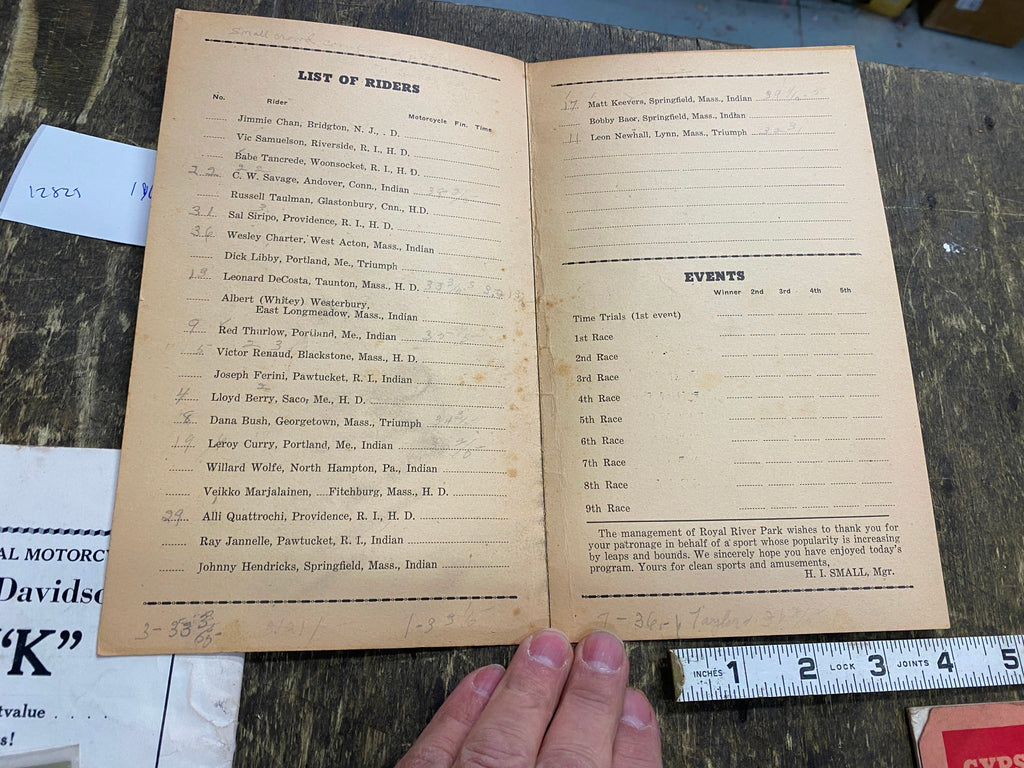 LIST OF RIDERS
No. Rider Motorcycle Fin. Time
Jimmie Chan, Bridgton, N. J., . D.
Vic Samuelson, Riverside, R. I., H. D.
Babe Tancrede, Woonsocket, R. I., H. D.
22 C. W. Savage, Andover, Conn., Indian
Russell Taulman, Glastonbury, Cnn., H.D.
31 Sal Siripo, Providence, R. I., H. D.
36 Wesley Charter, West Acton, Mass., Indian
Dick Libby, Portland, Me., Triumph
19 Leonard DeCosta, Taunton, Mass., H. D.
Albert (Whitey) Westerbury,
East Longmeadow, Mass., Indian
9 Red Thurlow, Portland, Me., Indian
Victor Renaud, Blackstone, Mass., H. D.
Joseph Ferini, Pawtucket, R. I., Indian
4 Lloyd Berry, Saco, Me., H. D.
8 Dana Bush, Georgetown, Mass., Triumph
19 Leroy Curry, Portland, Me., Indian
Willard Wolfe, North Hampton, Pa., Indian
Veikko Marjalainen, Fitchburg, Mass., H. D.
29 Alli Quattrochi, Providence, R. I., H. D.
Ray Jannelle, Pawtucket, R. I., Indian
Johnny Hendricks, Springfield, Mass., Indian
17 Matt Keevers, Springfield, Mass., Indian
Bobby Baer, Springfield, Mass., Indian
11 Leon Newhall, Lynn, Mass., Triumph
EVENTS
Winner 2nd 3rd 4th 5th
Time Trials (1st event)
1st Race
2nd Race
3rd Race
4th Race
5th Race
6th Race
7th Race
8th Race
9th Race
The management of Royal River Park wishes to thank you for
your patronage in behalf of a sport whose popularity is increasing
by leaps and bounds. We sincerely hope you have enjoyed today's
program. Yours for clean sports and amusements,
H. I. SMALL, Mgr.
12825
AL MOTORC
Davidso
"K"
tvalue . . . .
s!
INCHES 1 2 LOCK 3 JOINTS 4 5
GYPS